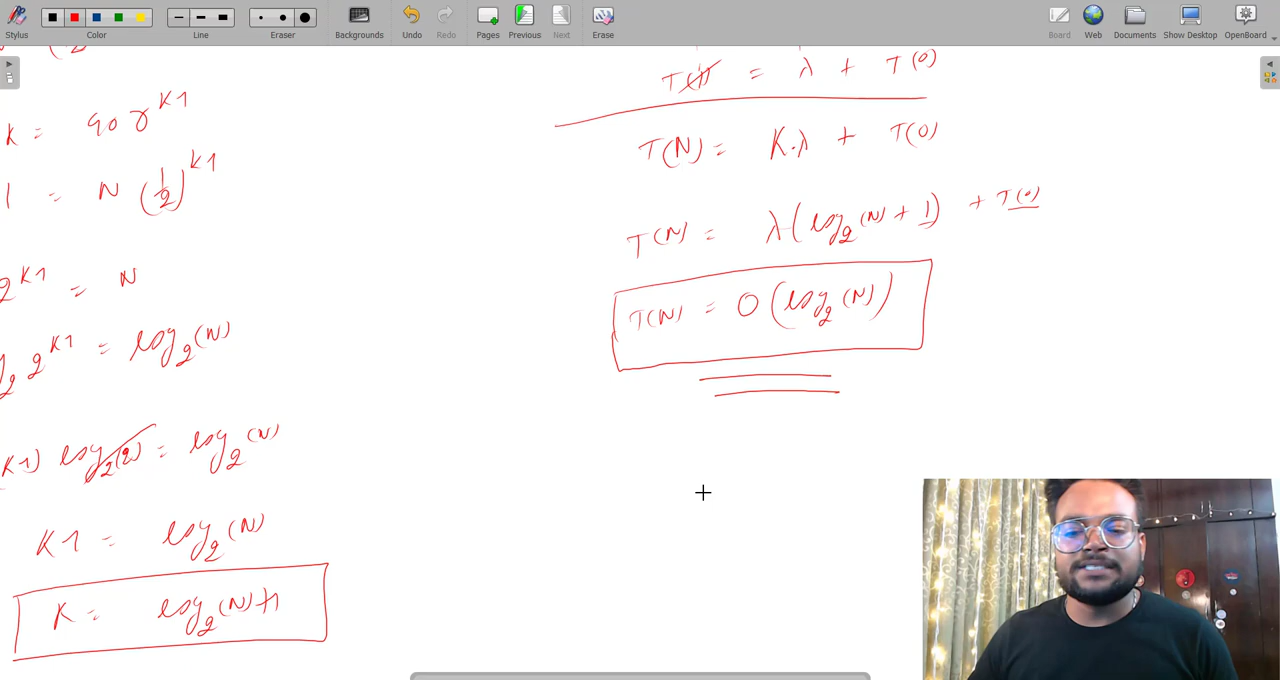 Stylus Color Line Eraser Backgrounds Undo Redo Pages Previous Next Erase Board Web Documents Show Desktop OpenBoard
K = a0 r^K-1
1 = N (1/2)^K-1
2^K-1 = N
2^K-1 = log2(N)
K-1) log2(2) = log2(N)
K-1 = log2(N)
K = log2(N)+1
T(1) = λ + T(0)
T(N) = K.λ + T(0)
T(N) = λ(log2(N) + 1) + T(0)
T(N) = O(log2(N))